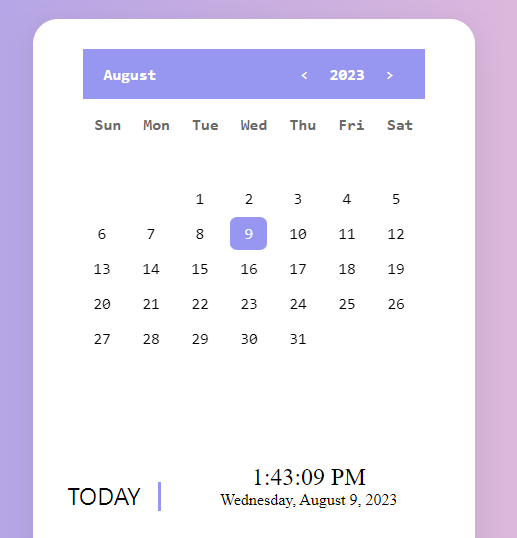 August < 2023 >
Sun Mon Tue Wed Thu Fri Sat
1 2 3 4 5
6 7 8 9 10 11 12
13 14 15 16 17 18 19
20 21 22 23 24 25 26
27 28 29 30 31
1:43:09 PM
TODAY
Wednesday, August 9, 2023